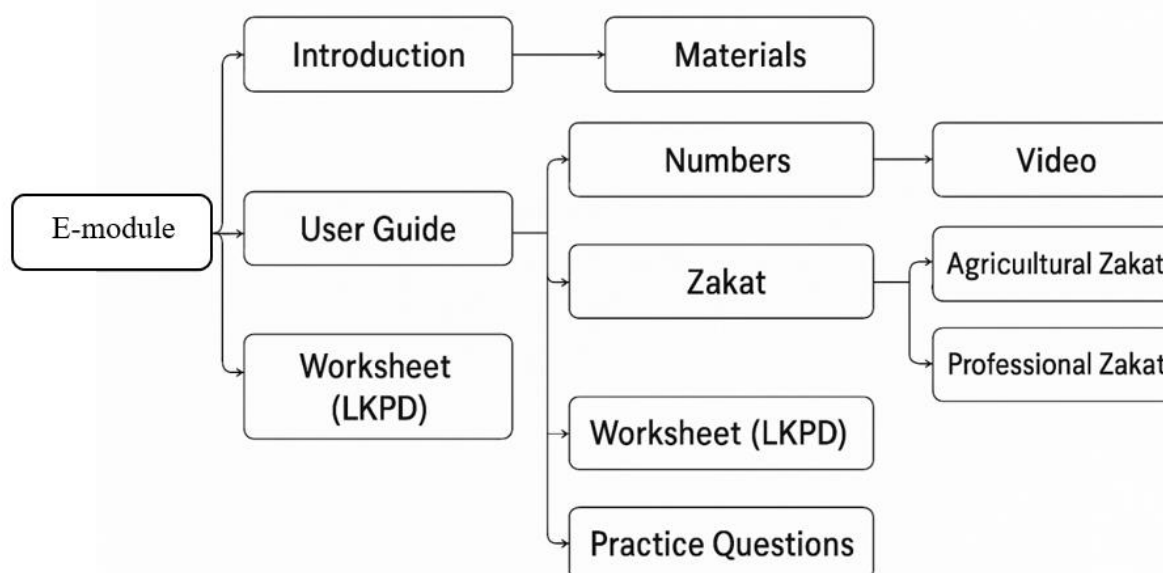 Introduction
Materials
Numbers
Video
E-module
User Guide
Zakat
Agricultural Zakat
Professional Zakat
Worksheet
(LKPD)
Worksheet (LKPD)
Practice Questions